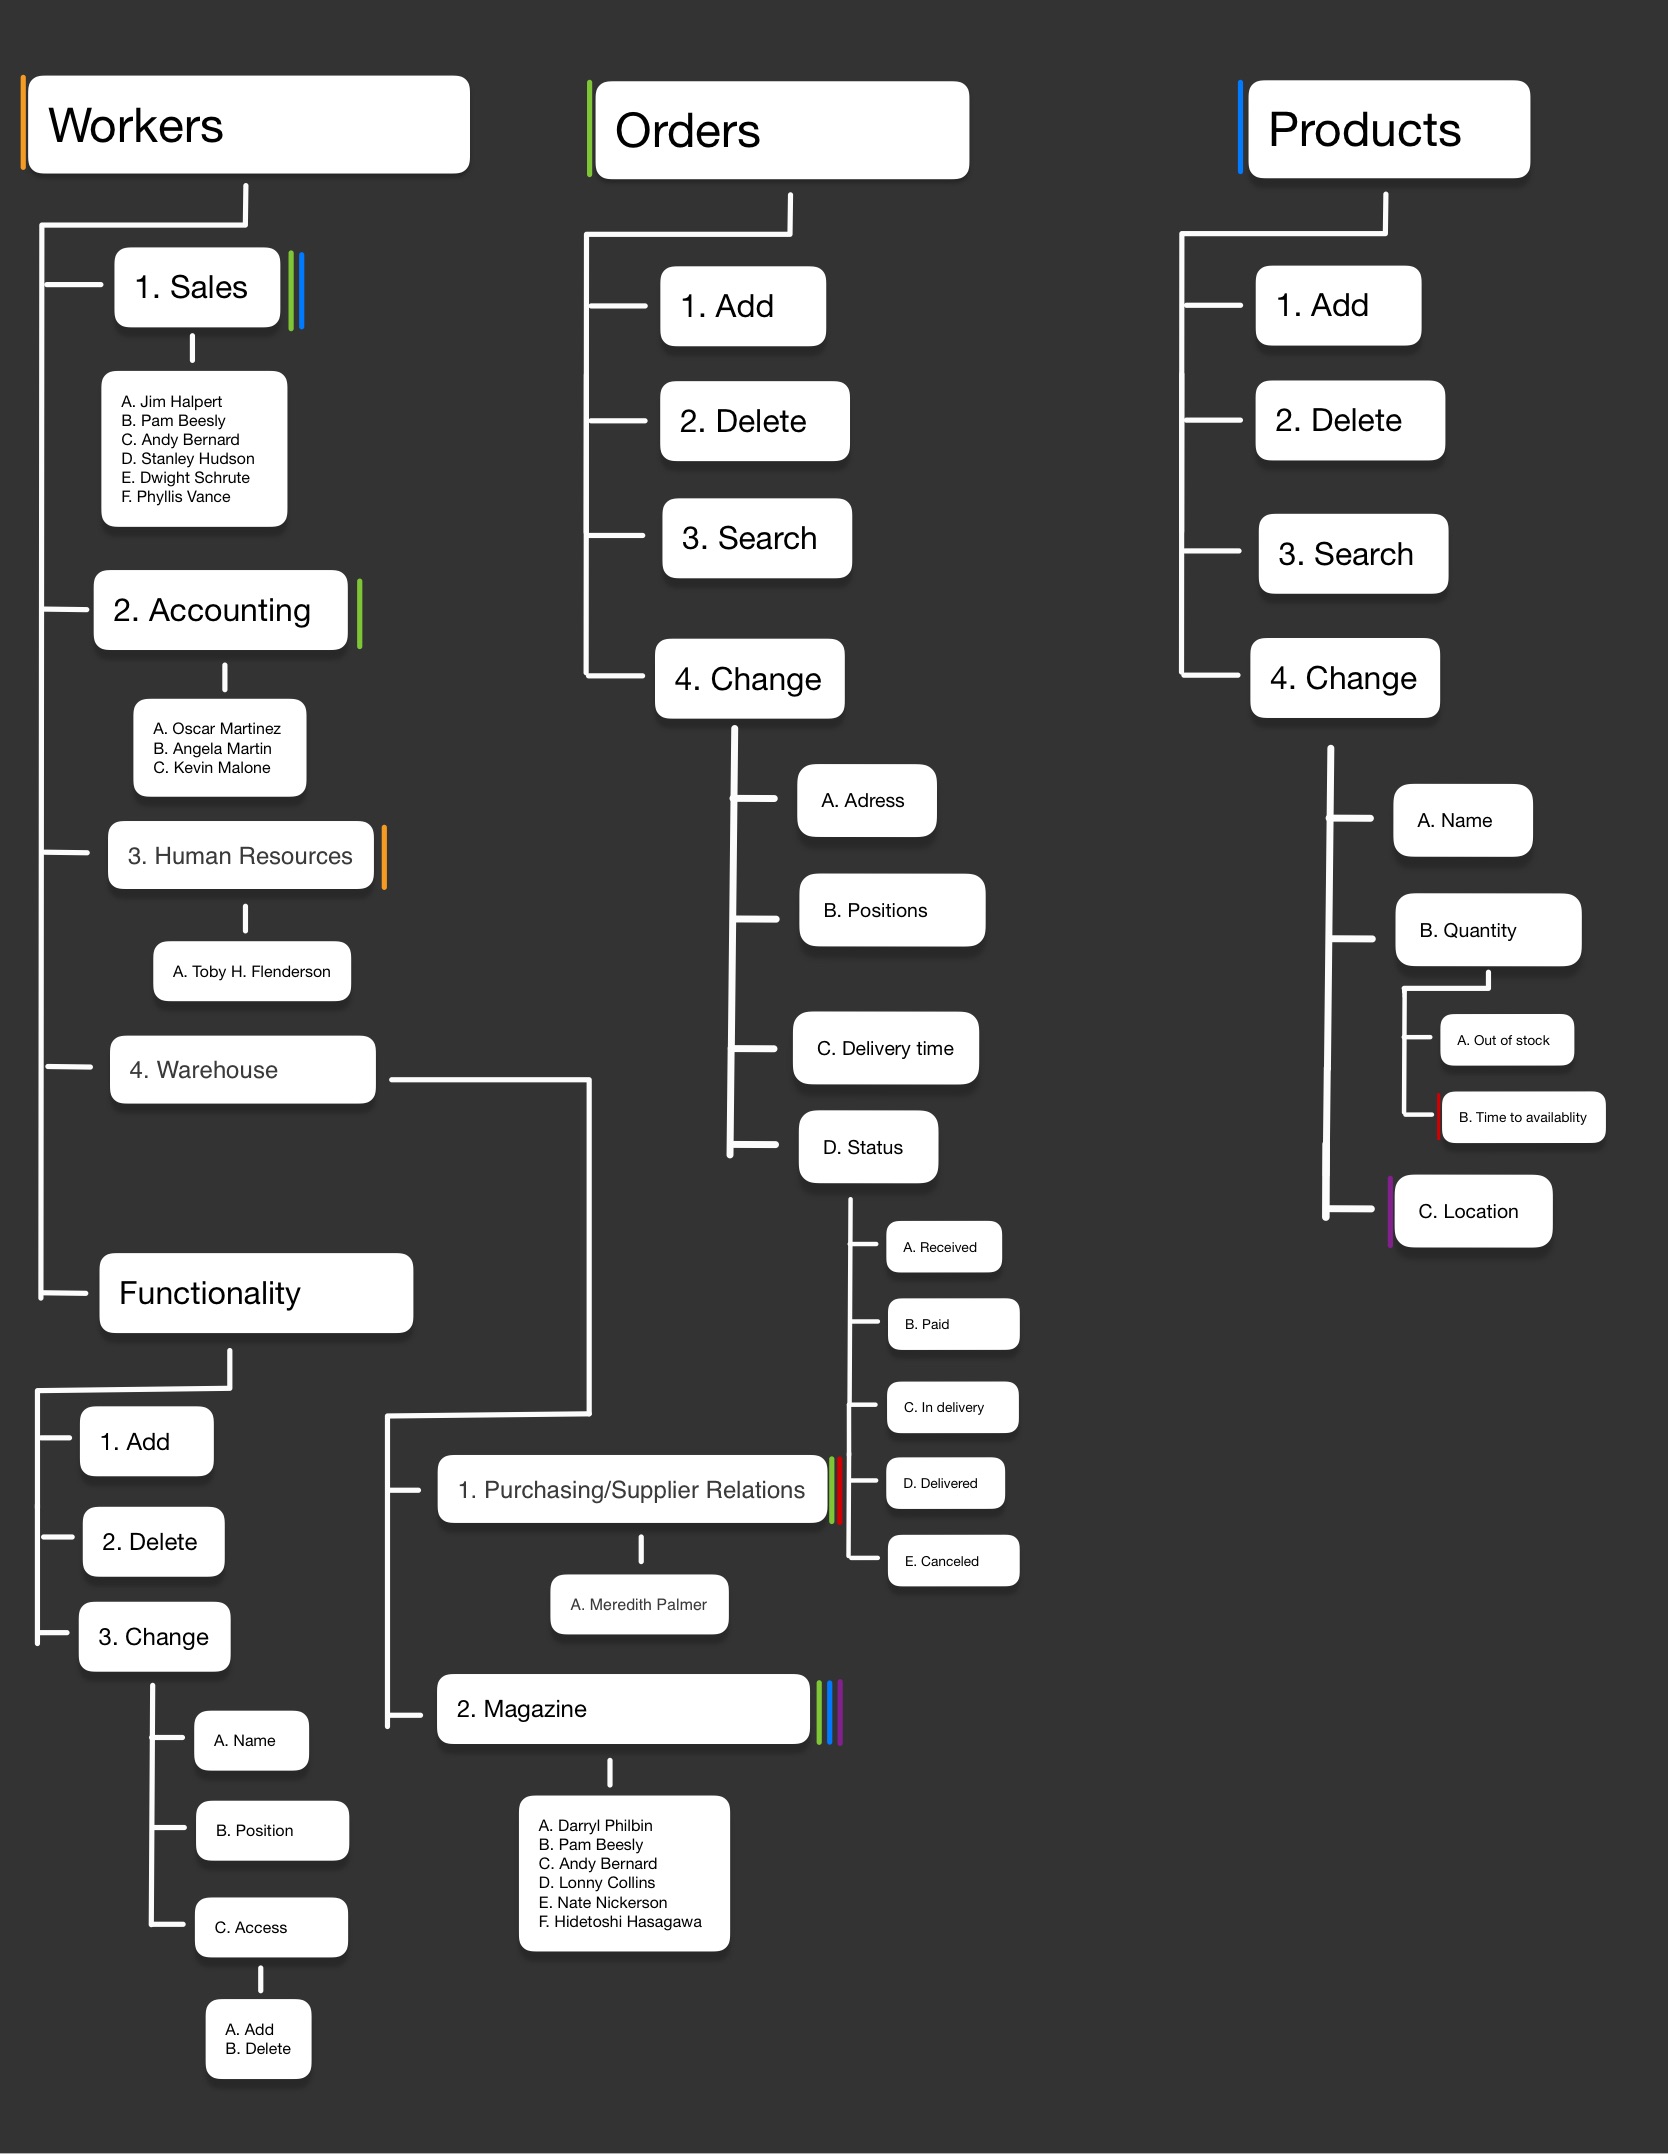 Workers
1. Sales
A. Jim Halpert
B. Pam Beesly
C. Andy Bernard
D. Stanley Hudson
E. Dwight Schrute
F. Phyllis Vance
2. Accounting
A. Oscar Martinez
B. Angela Martin
C. Kevin Malone
3. Human Resources
A. Toby H. Flenderson
4. Warehouse
1. Purchasing/Supplier Relations
A. Meredith Palmer
2. Magazine
A. Darryl Philbin
B. Pam Beesly
C. Andy Bernard
D. Lonny Collins
E. Nate Nickerson
F. Hidetoshi Hasagawa
Functionality
1. Add
2. Delete
3. Change
A. Name
B. Position
C. Access
A. Add
B. Delete
Orders
1. Add
2. Delete
3. Search
4. Change
A. Adress
B. Positions
C. Delivery time
D. Status
A. Received
B. Paid
C. In delivery
D. Delivered
E. Canceled
Products
1. Add
2. Delete
3. Search
4. Change
A. Name
B. Quantity
A. Out of stock
B. Time to availablity
C. Location